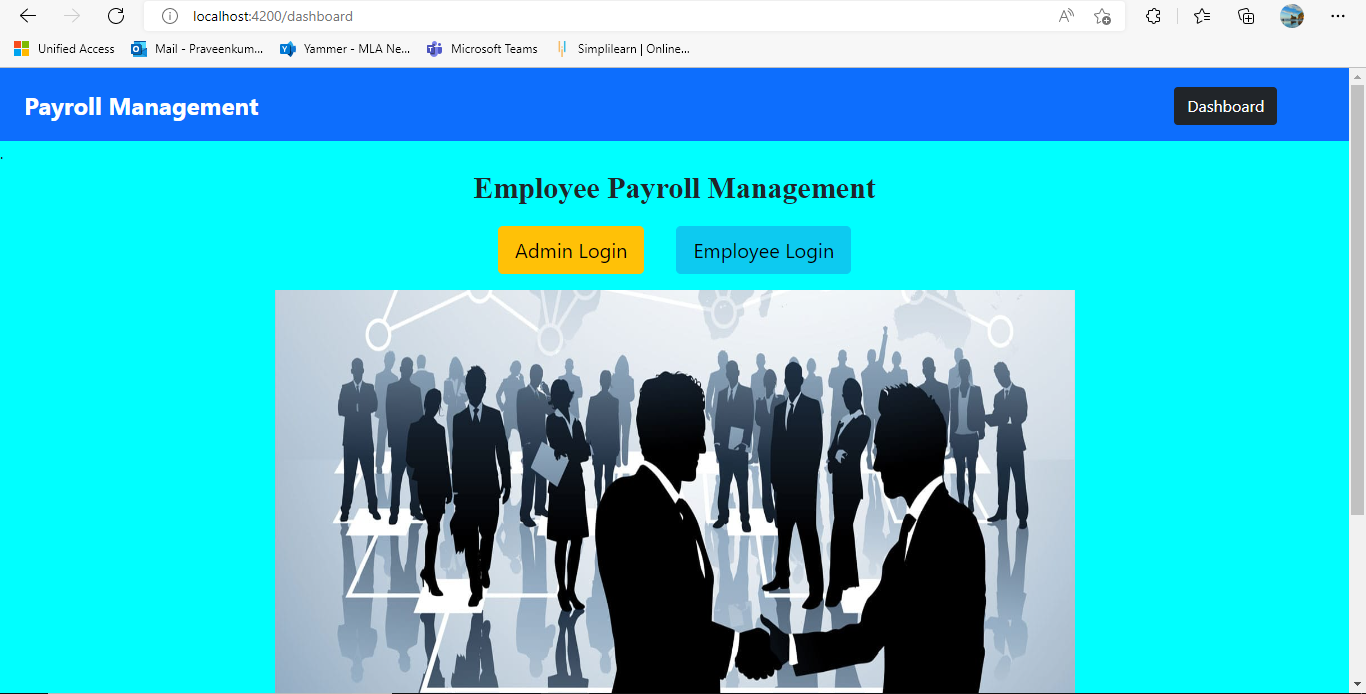 localhost:4200/dashboard
Unified Access
Mail - Praveenkum...
Yammer - MLA Ne...
Microsoft Teams
Simplilearn | Online...
Payroll Management
Dashboard
.
Employee Payroll Management
Admin Login
Employee Login